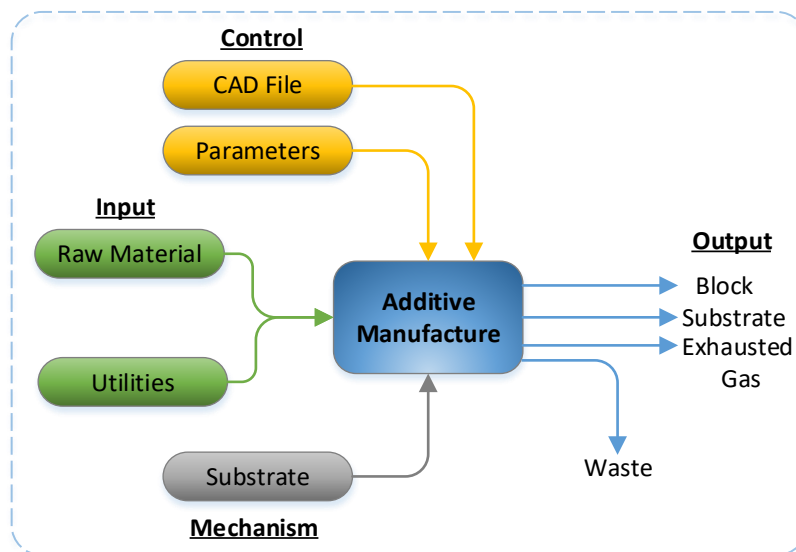 Control
CAD File
Parameters
Input
Raw Material
Utilities
Additive
Manufacture
Output
Block
Substrate
Exhausted
Gas
Waste
Substrate
Mechanism